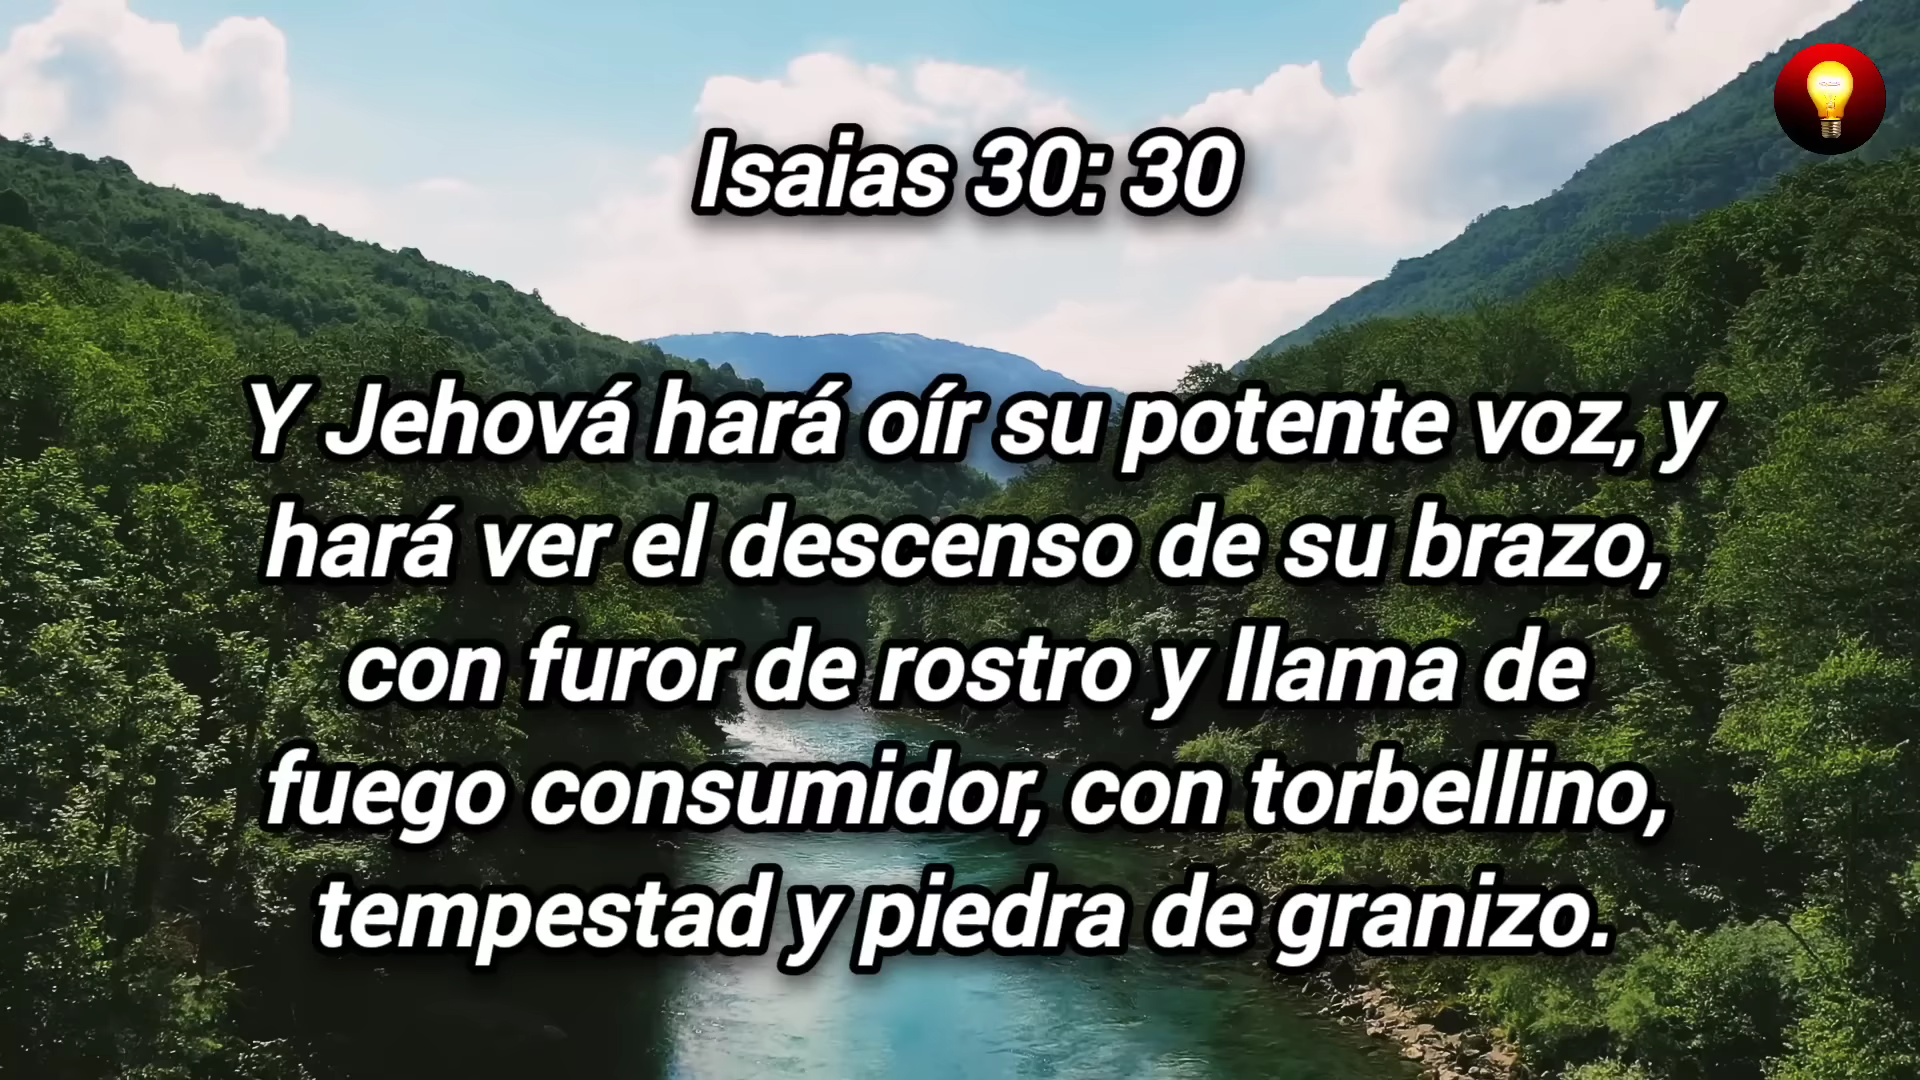 Isaias 30: 30
Y Jehová hará oír su potente voz, y
hará ver el descenso de su brazo,
con furor de rostro y llama de
fuego consumidor, con torbellino,
tempestad y piedra de granizo.